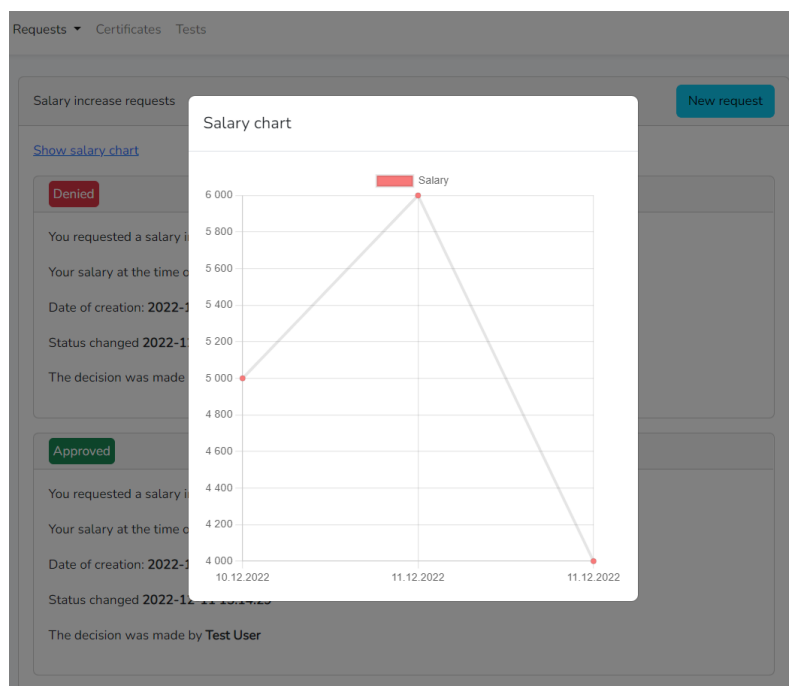 Requests Certificates Tests
Salary increase requests
New request
Show salary chart
Denied
You requested a salary
Your salary at the time
Date of creation: 2022-1
Status changed 2022-1
The decision was made
Approved
You requested a salary
Your salary at the time
Date of creation: 2022-1
Status changed 2022-12-11
The decision was made by Test User
Salary chart
Salary
6 000
5 800
5 600
5 400
5 200
5 000
4 800
4 600
4 400
4 200
4 000
10.12.2022 11.12.2022 11.12.2022